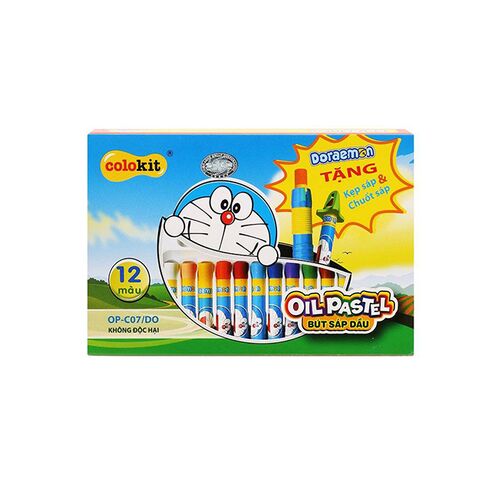 colokit®
Doraemon
TẶNG
Kẹp sáp
&
Chuốt sáp
12
màu
OP-C07/DO
KHÔNG ĐỘC HẠI
OIL PASTEL
BÚT SÁP DẦU